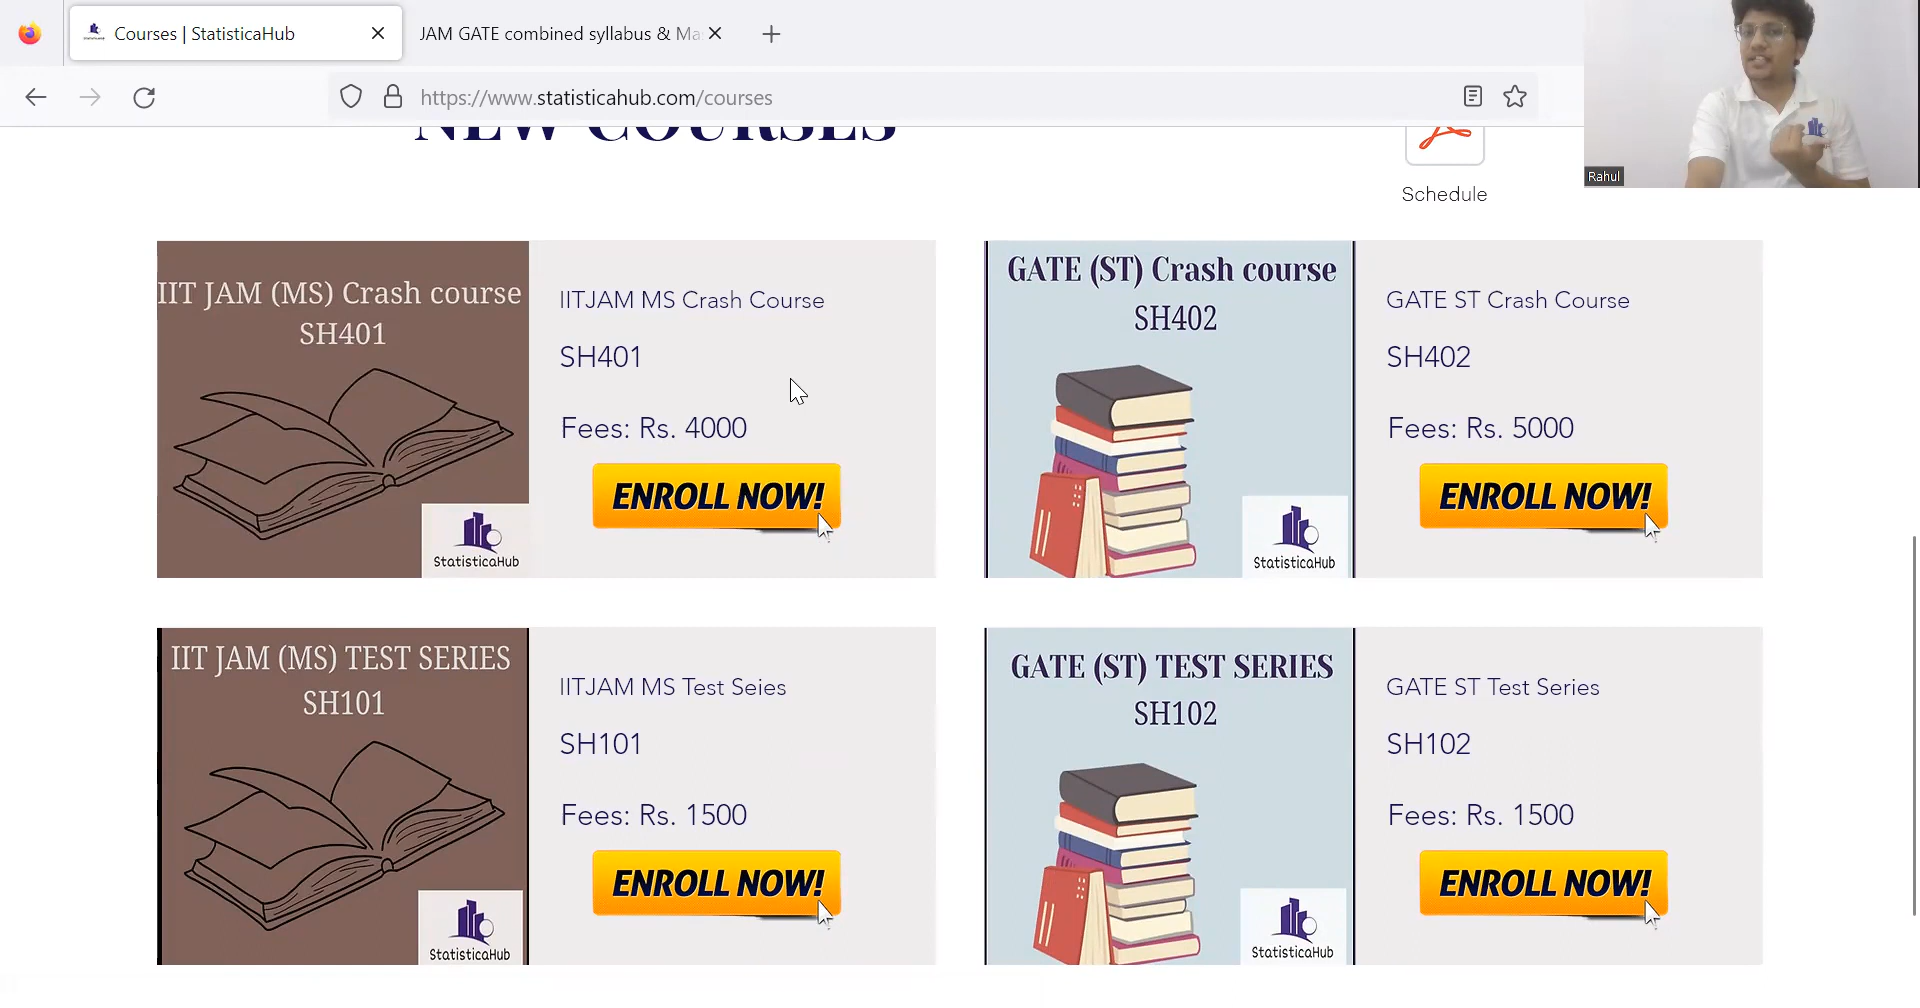 Courses | StatisticaHub
JAM GATE combined syllabus & Ma
https://www.statisticahub.com/courses
NEW COURSES
Schedule
Rahul
IIT JAM (MS) Crash course
SH401
StatisticaHub
IITJAM MS Crash Course
SH401
Fees: Rs. 4000
ENROLL NOW!
GATE (ST) Crash course
SH402
StatisticaHub
GATE ST Crash Course
SH402
Fees: Rs. 5000
ENROLL NOW!
IIT JAM (MS) TEST SERIES
SH101
StatisticaHub
IITJAM MS Test Seies
SH101
Fees: Rs. 1500
ENROLL NOW!
GATE (ST) TEST SERIES
SH102
StatisticaHub
GATE ST Test Series
SH102
Fees: Rs. 1500
ENROLL NOW!